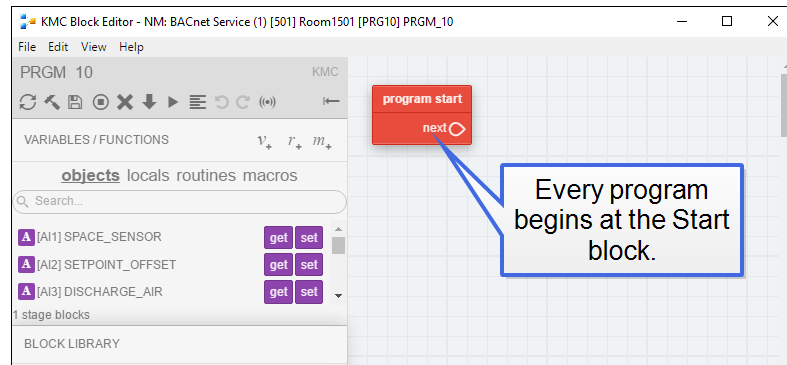 KMC Block Editor - NM: BACnet Service (1) [501] Room1501 [PRG10] PRGM_10
File Edit View Help
PRGM 10 KMC
VARIABLES / FUNCTIONS v+ r+ m+
objects locals routines macros
Search...
A [AI1] SPACE_SENSOR get set
A [AI2] SETPOINT_OFFSET get set
A [AI3] DISCHARGE_AIR get set
1 stage blocks
BLOCK LIBRARY
program start
next
Every program
begins at the Start
block.